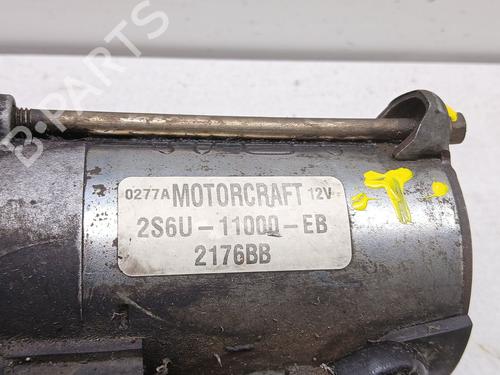 B-PARTS
0277A MOTORCRAFT 12V
2S6U-11000-EB
2176BB